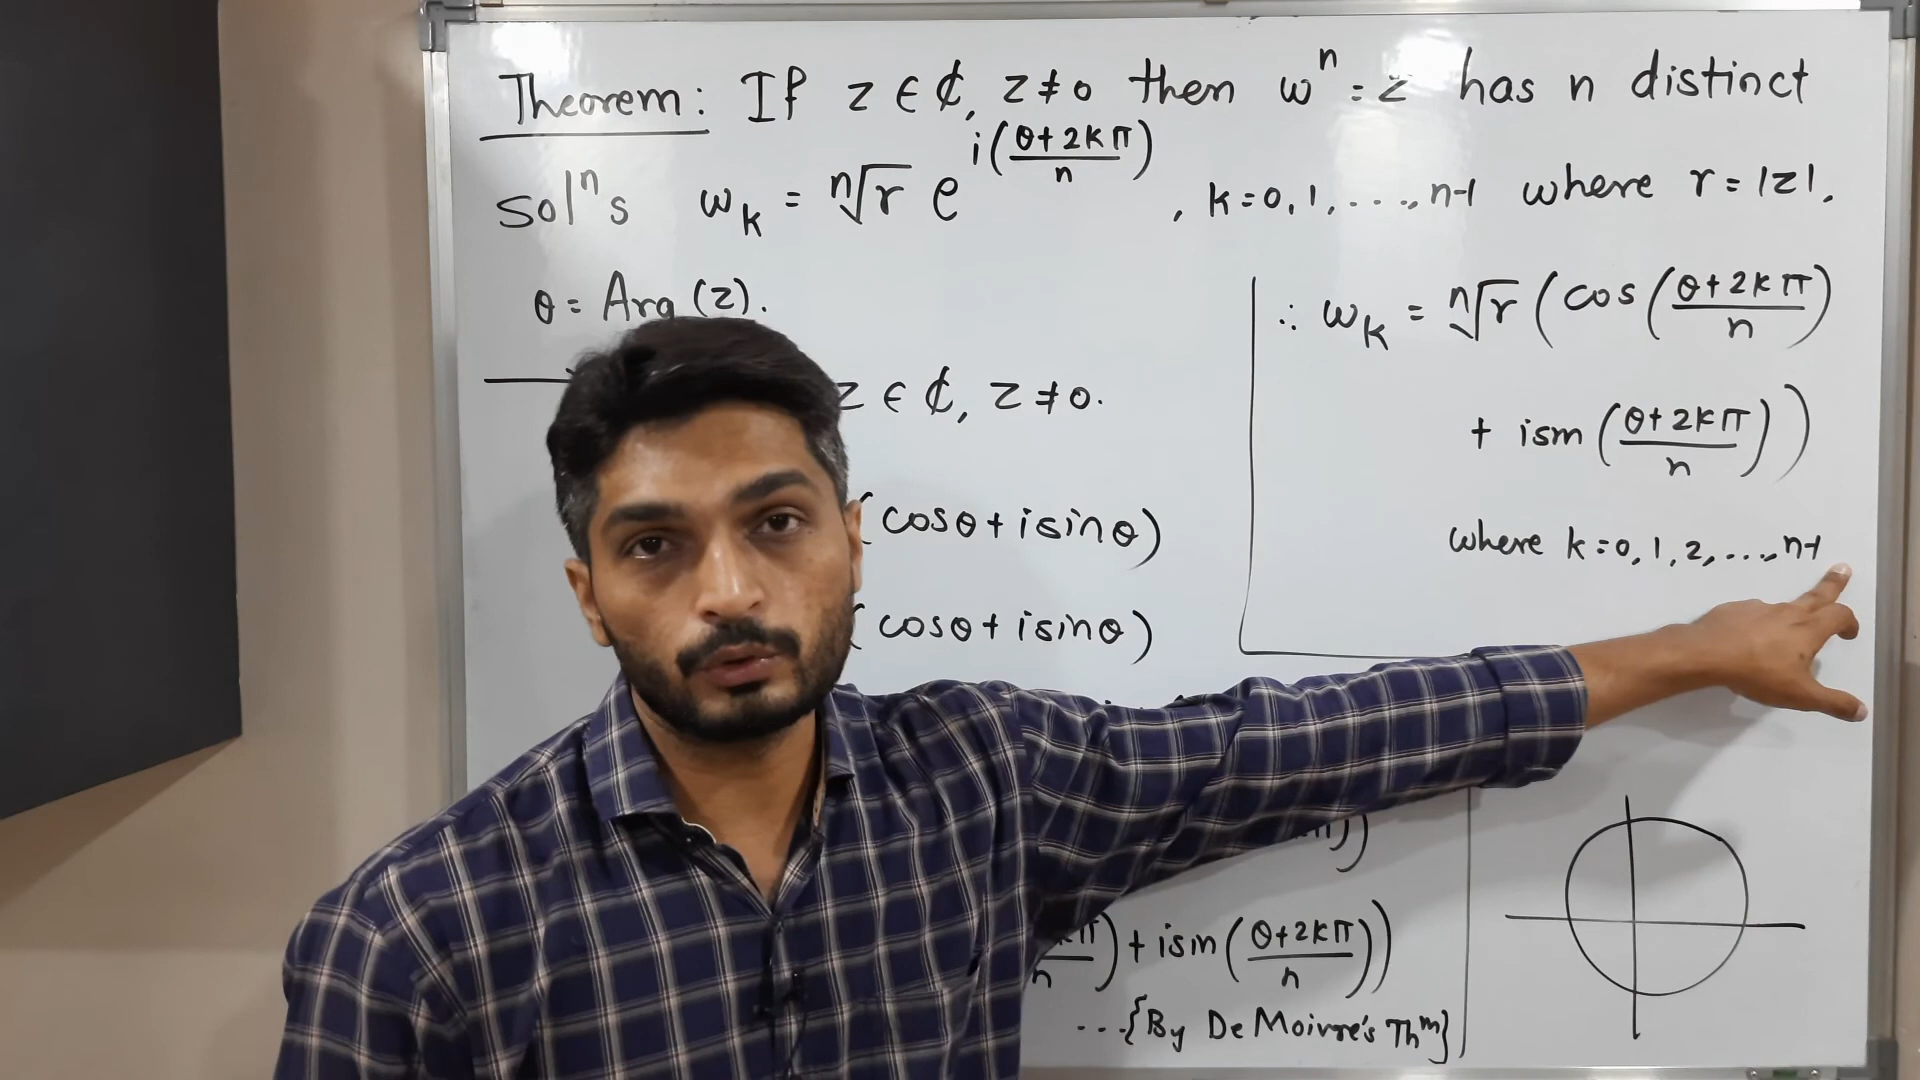 Theorem: If z ∈ ₵, z ≠ 0 then wⁿ = z has n distinct
solⁿs w_k = ⁿ√r e^{i((θ+2kπ)/n)}, k=0,1,...,n-1 where r=|z|,
θ = Arg(z).
z ∈ ₵, z ≠ 0.
(cosθ + i sinθ)
(cosθ + i sinθ)
π))
kπ/n) + i sin((θ+2kπ)/n))
...{By De Moivre's Thᵐ}
∴ w_k = ⁿ√r (cos((θ+2kπ)/n)
+ i sin((θ+2kπ)/n))
where k=0,1,2,...,n-1